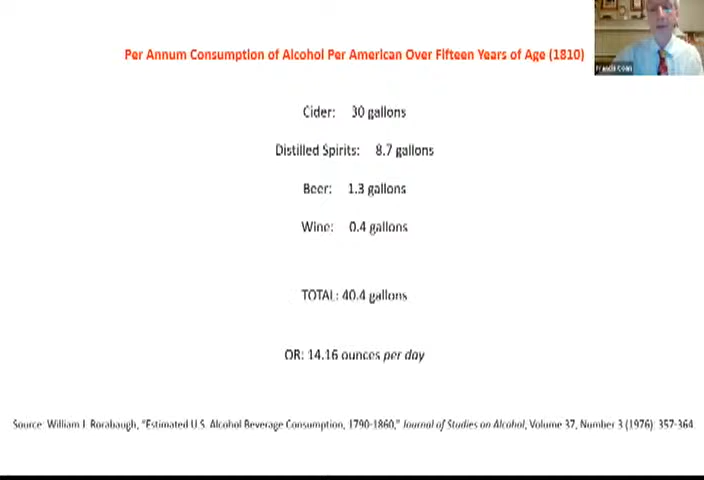 Per Annum Consumption of Alcohol Per American Over Fifteen Years of Age (1810)
Francis Coan
Cider: 30 gallons
Distilled Spirits: 8.7 gallons
Beer: 1.3 gallons
Wine: 0.4 gallons
TOTAL: 40.4 gallons
OR: 14.16 ounces per day
Source: William J. Rorabaugh, "Estimated U.S. Alcohol Beverage Consumption, 1790-1860," Journal of Studies on Alcohol, Volume 37, Number 3 (1976): 357-364